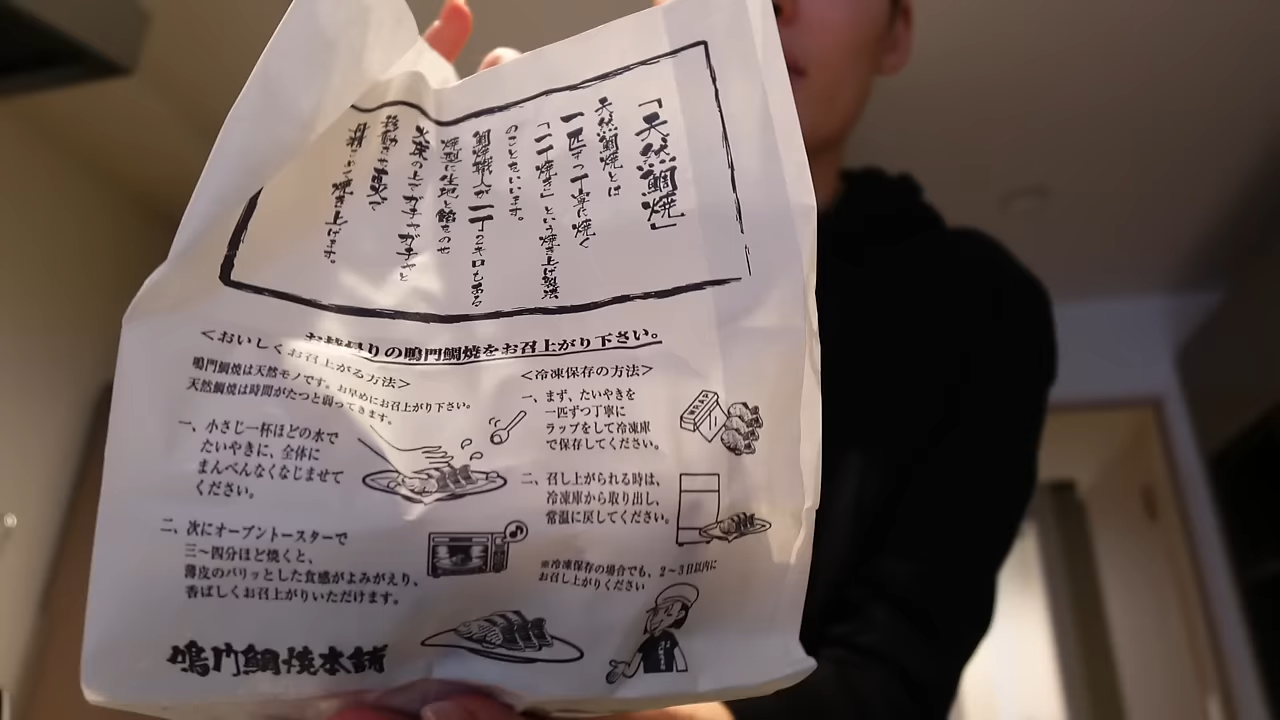 「天然鯛焼」
天然鯛焼とは
一匹ずつ丁寧に焼く
「一丁焼き」という焼き上げ製法
のことをいいます。
鯛焼職人が一丁2キロもある
焼型に生地と餡をのせ
火床の上でガチャガチャと
移動させ
焼き上げます。
お持帰りの鳴門鯛焼をお召上がり下さい。
＜おいしくお召上がる方法＞
鳴門鯛焼は天然モノです。お早めにお召上がり下さい。
天然鯛焼は時間がたつと弱ってきます。
一、小さじ一杯ほどの水で
たいやきに、全体に
まんべんなくなじませて
ください。
二、次にオーブントースターで
三〜四分ほど焼くと、
薄皮のパリッとした食感がよみがえり、
香ばしくお召上がりいただけます。
＜冷凍保存の方法＞
一、まず、たいやきを
一匹ずつ丁寧に
ラップをして冷凍庫
で保存してください。
WRAP
二、召し上がられる時は、
冷凍庫から取り出し、
常温に戻してください。
※冷凍保存の場合でも、2〜3日以内に
お召し上がりください
鳴門鯛焼本舗